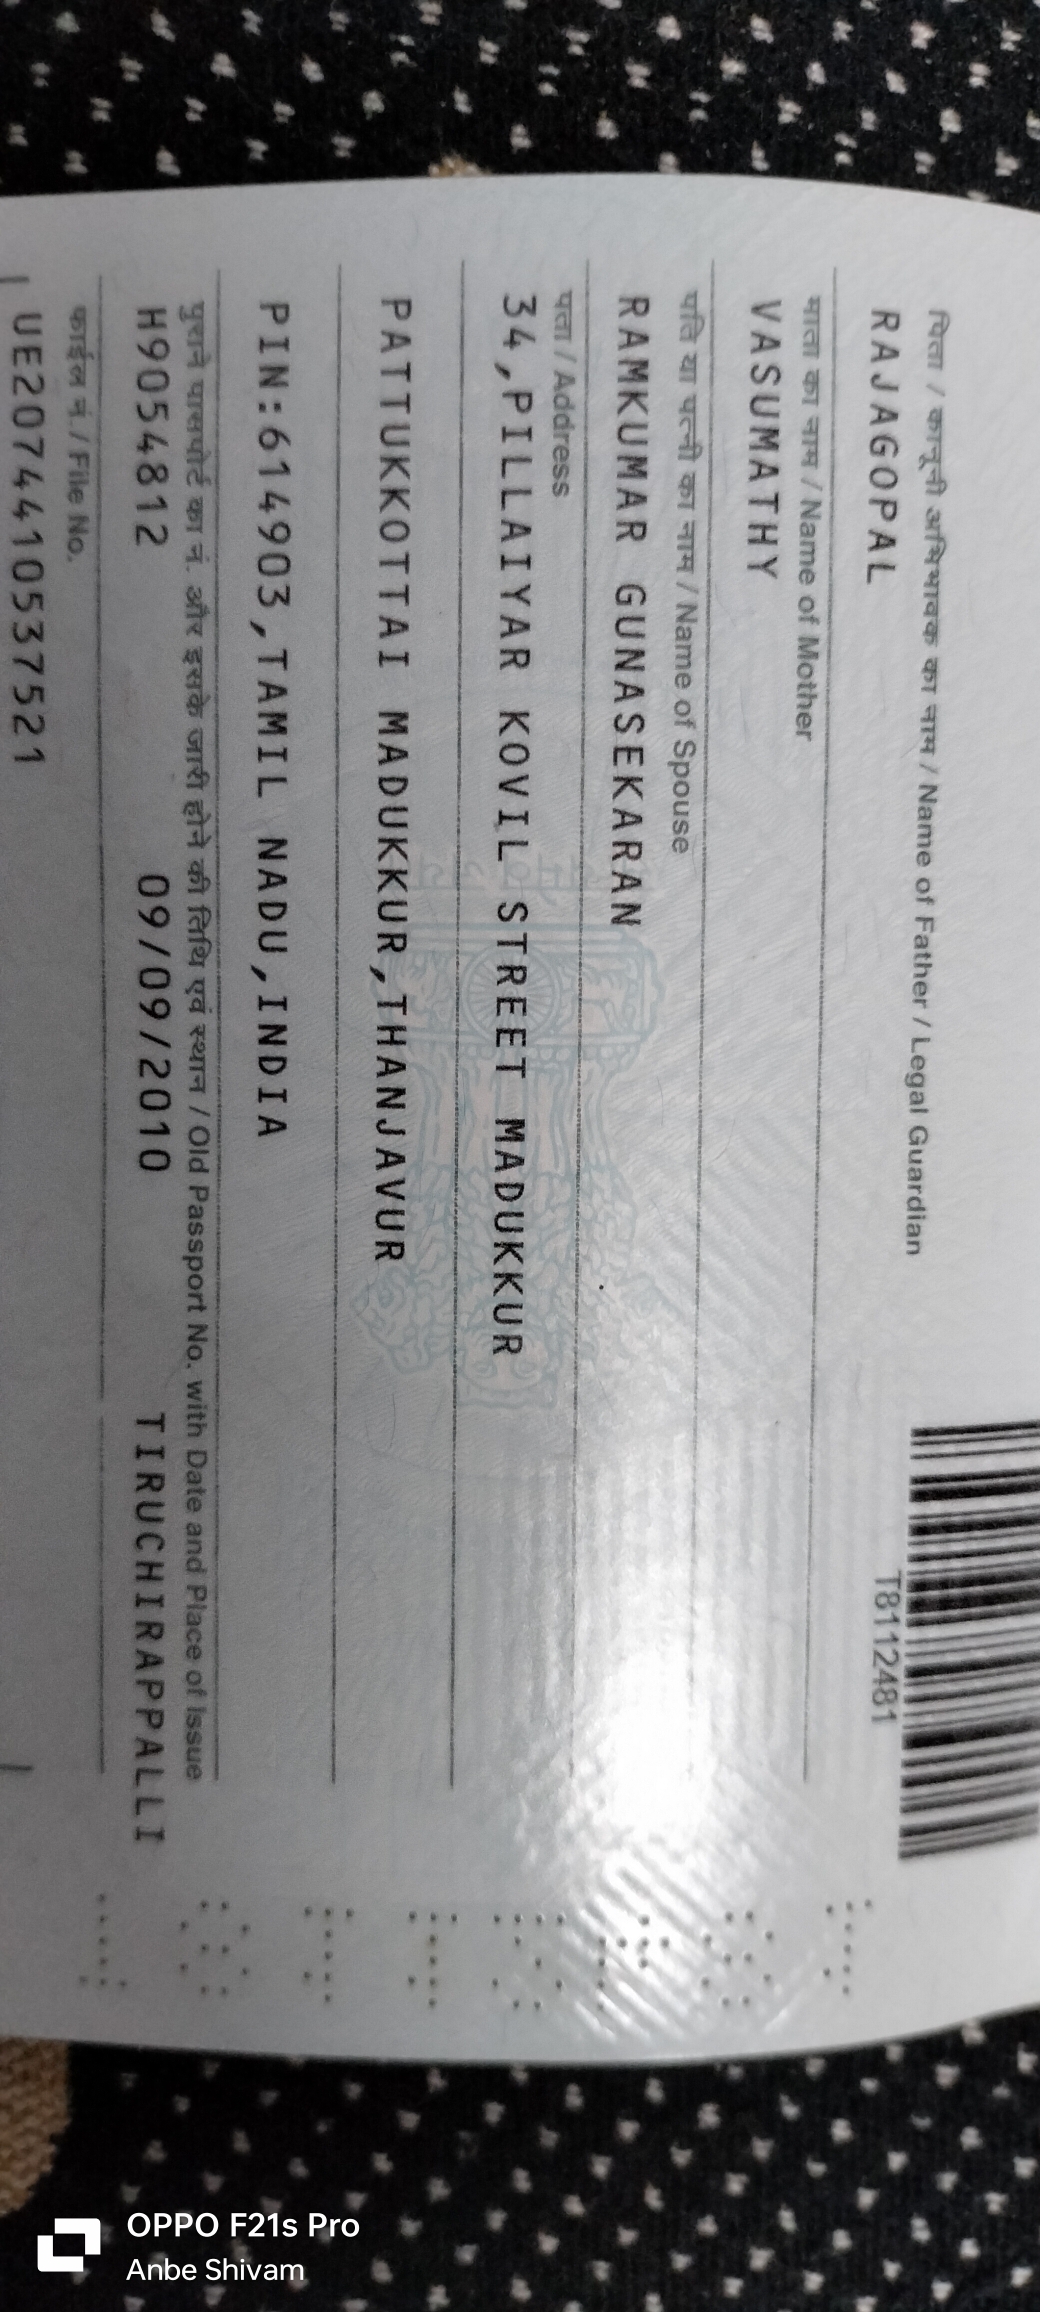 पिता / कानूनी अभिभावक का नाम / Name of Father / Legal Guardian
RAJAGOPAL
T8112481
माता का नाम / Name of Mother
VASUMATHY
पति या पत्नी का नाम / Name of Spouse
RAMKUMAR GUNASEKARAN
पता / Address
34,PILLAIYAR KOVIL STREET MADUKKUR
PATTUKKOTTAI MADUKKUR,THANJAVUR
PIN:614903,TAMIL NADU,INDIA
पुराने पासपोर्ट का नं. और इसके जारी होने की तिथि एवं स्थान / Old Passport No. with Date and Place of Issue
H9054812 09/09/2010 TIRUCHIRAPPALLI
फाईल नं. / File No.
UE2074410537521
OPPO F21s Pro
Anbe Shivam